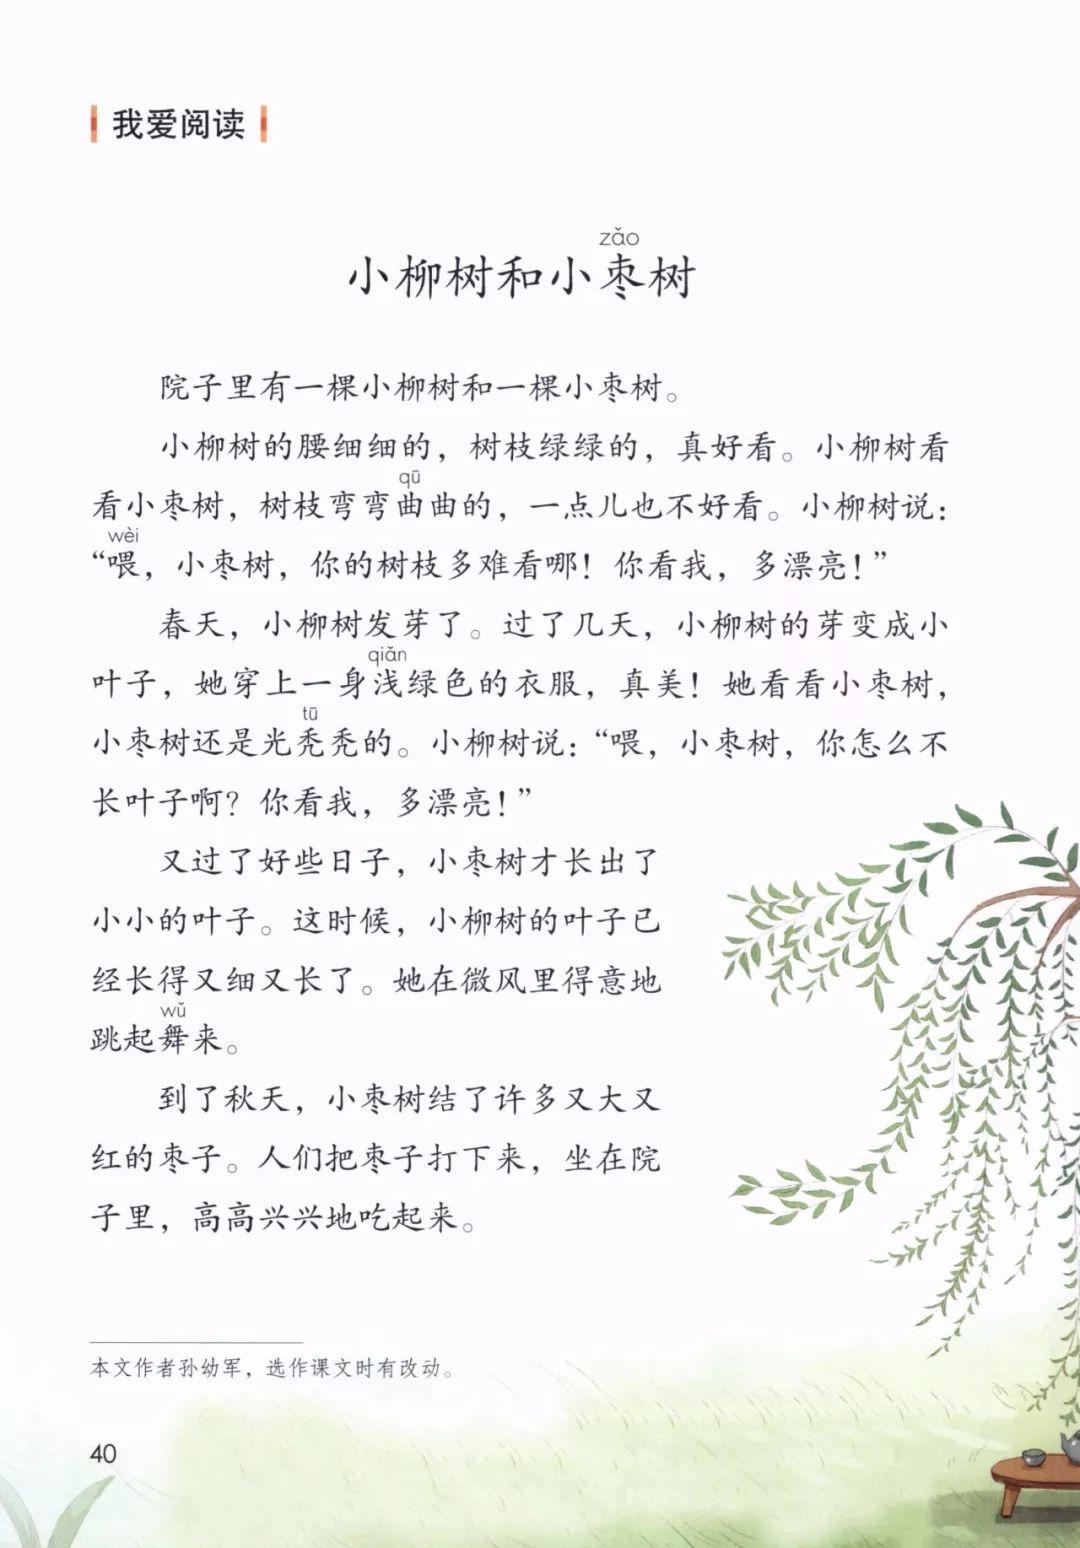 我爱阅读
zǎo
小柳树和小枣树
院子里有一棵小柳树和一棵小枣树。
小柳树的腰细细的，树枝绿绿的，真好看。小柳树看
qū
看小枣树，树枝弯弯曲曲的，一点儿也不好看。小柳树说：
wèi
“喂，小枣树，你的树枝多难看哪！你看我，多漂亮！”
春天，小柳树发芽了。过了几天，小柳树的芽变成小
qiǎn
叶子，她穿上一身浅绿色的衣服，真美！她看看小枣树，
tū
小枣树还是光秃秃的。小柳树说：“喂，小枣树，你怎么不
长叶子啊？你看我，多漂亮！”
又过了好些日子，小枣树才长出了
小小的叶子。这时候，小柳树的叶子已
经长得又细又长了。她在微风里得意地
wǔ
跳起舞来。
到了秋天，小枣树结了许多又大又
红的枣子。人们把枣子打下来，坐在院
子里，高高兴兴地吃起来。
本文作者孙幼军，选作课文时有改动。
40